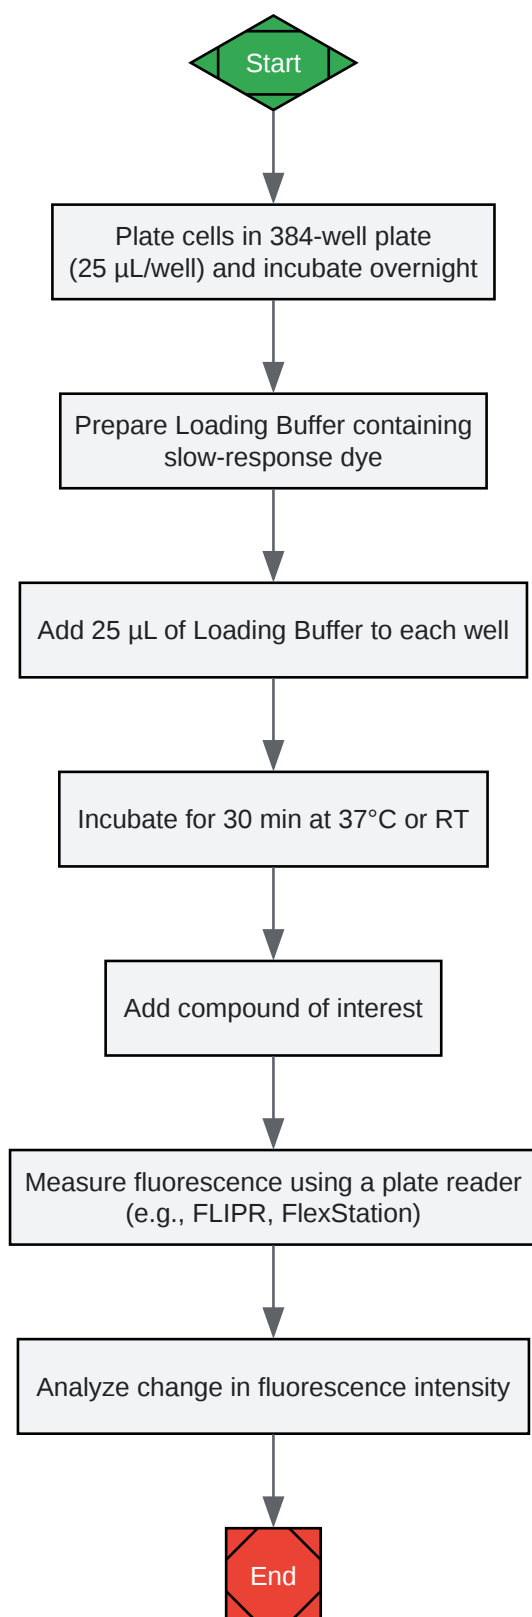 Start
Plate cells in 384-well plate
(25 µL/well) and incubate overnight
Prepare Loading Buffer containing
slow-response dye
Add 25 µL of Loading Buffer to each well
Incubate for 30 min at 37°C or RT
Add compound of interest
Measure fluorescence using a plate reader
(e.g., FLIPR, FlexStation)
Analyze change in fluorescence intensity
End